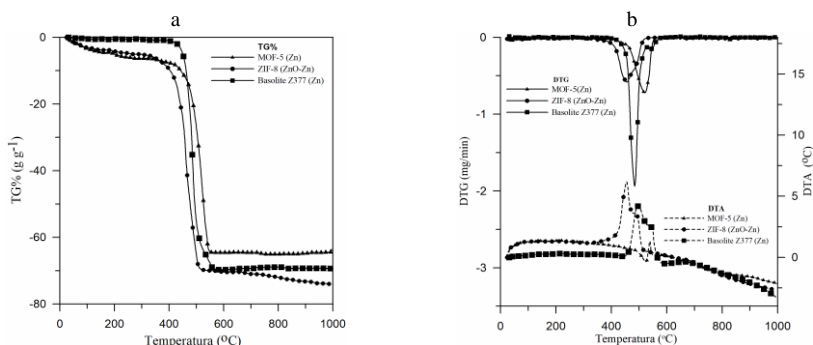 a
0
-20
-40
-60
-80
TG% (g g-1)
0
200
400
600
800
1000
Temperatura (ºC)
TG%
MOF-5 (Zn)
ZIF-8 (ZnO-Zn)
Basolite Z377 (Zn)
b
0
-1
-2
-3
DTG (mg/min)
DTG
MOF-5(Zn)
ZIF-8 (ZnO-Zn)
Basolite Z377 (Zn)
DTA
MOF-5 (Zn)
ZIF-8 (ZnO-Zn)
Basolite Z377 (Zn)
15
10
5
0
DTA (ºC)
0
200
400
600
800
1000
Temperatura (ºC)